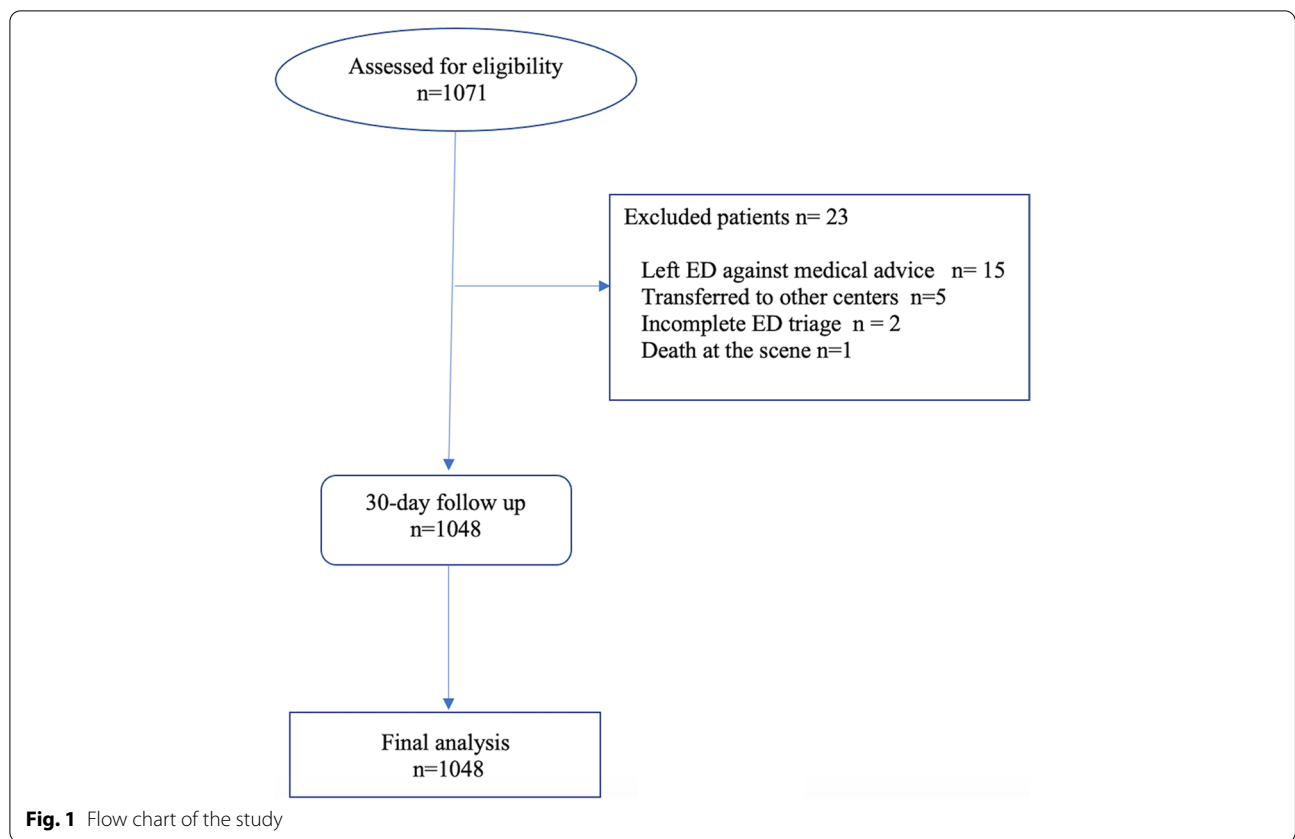 Assessed for eligibility
n=1071
Excluded patients n= 23
Left ED against medical advice n= 15
Transferred to other centers n=5
Incomplete ED triage n = 2
Death at the scene n=1
30-day follow up
n=1048
Final analysis
n=1048
Fig. 1 Flow chart of the study